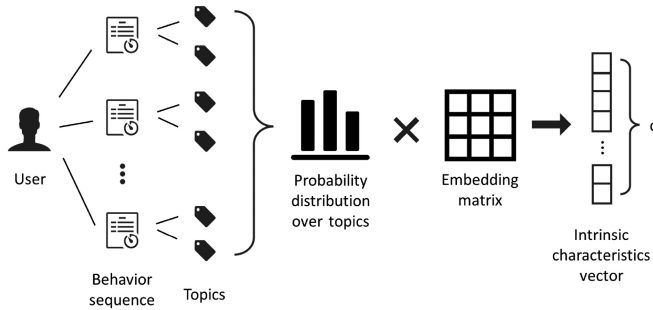 User
Behavior
sequence
Topics
Probability
distribution
over topics
Embedding
matrix
Intrinsic
characteristics
vector